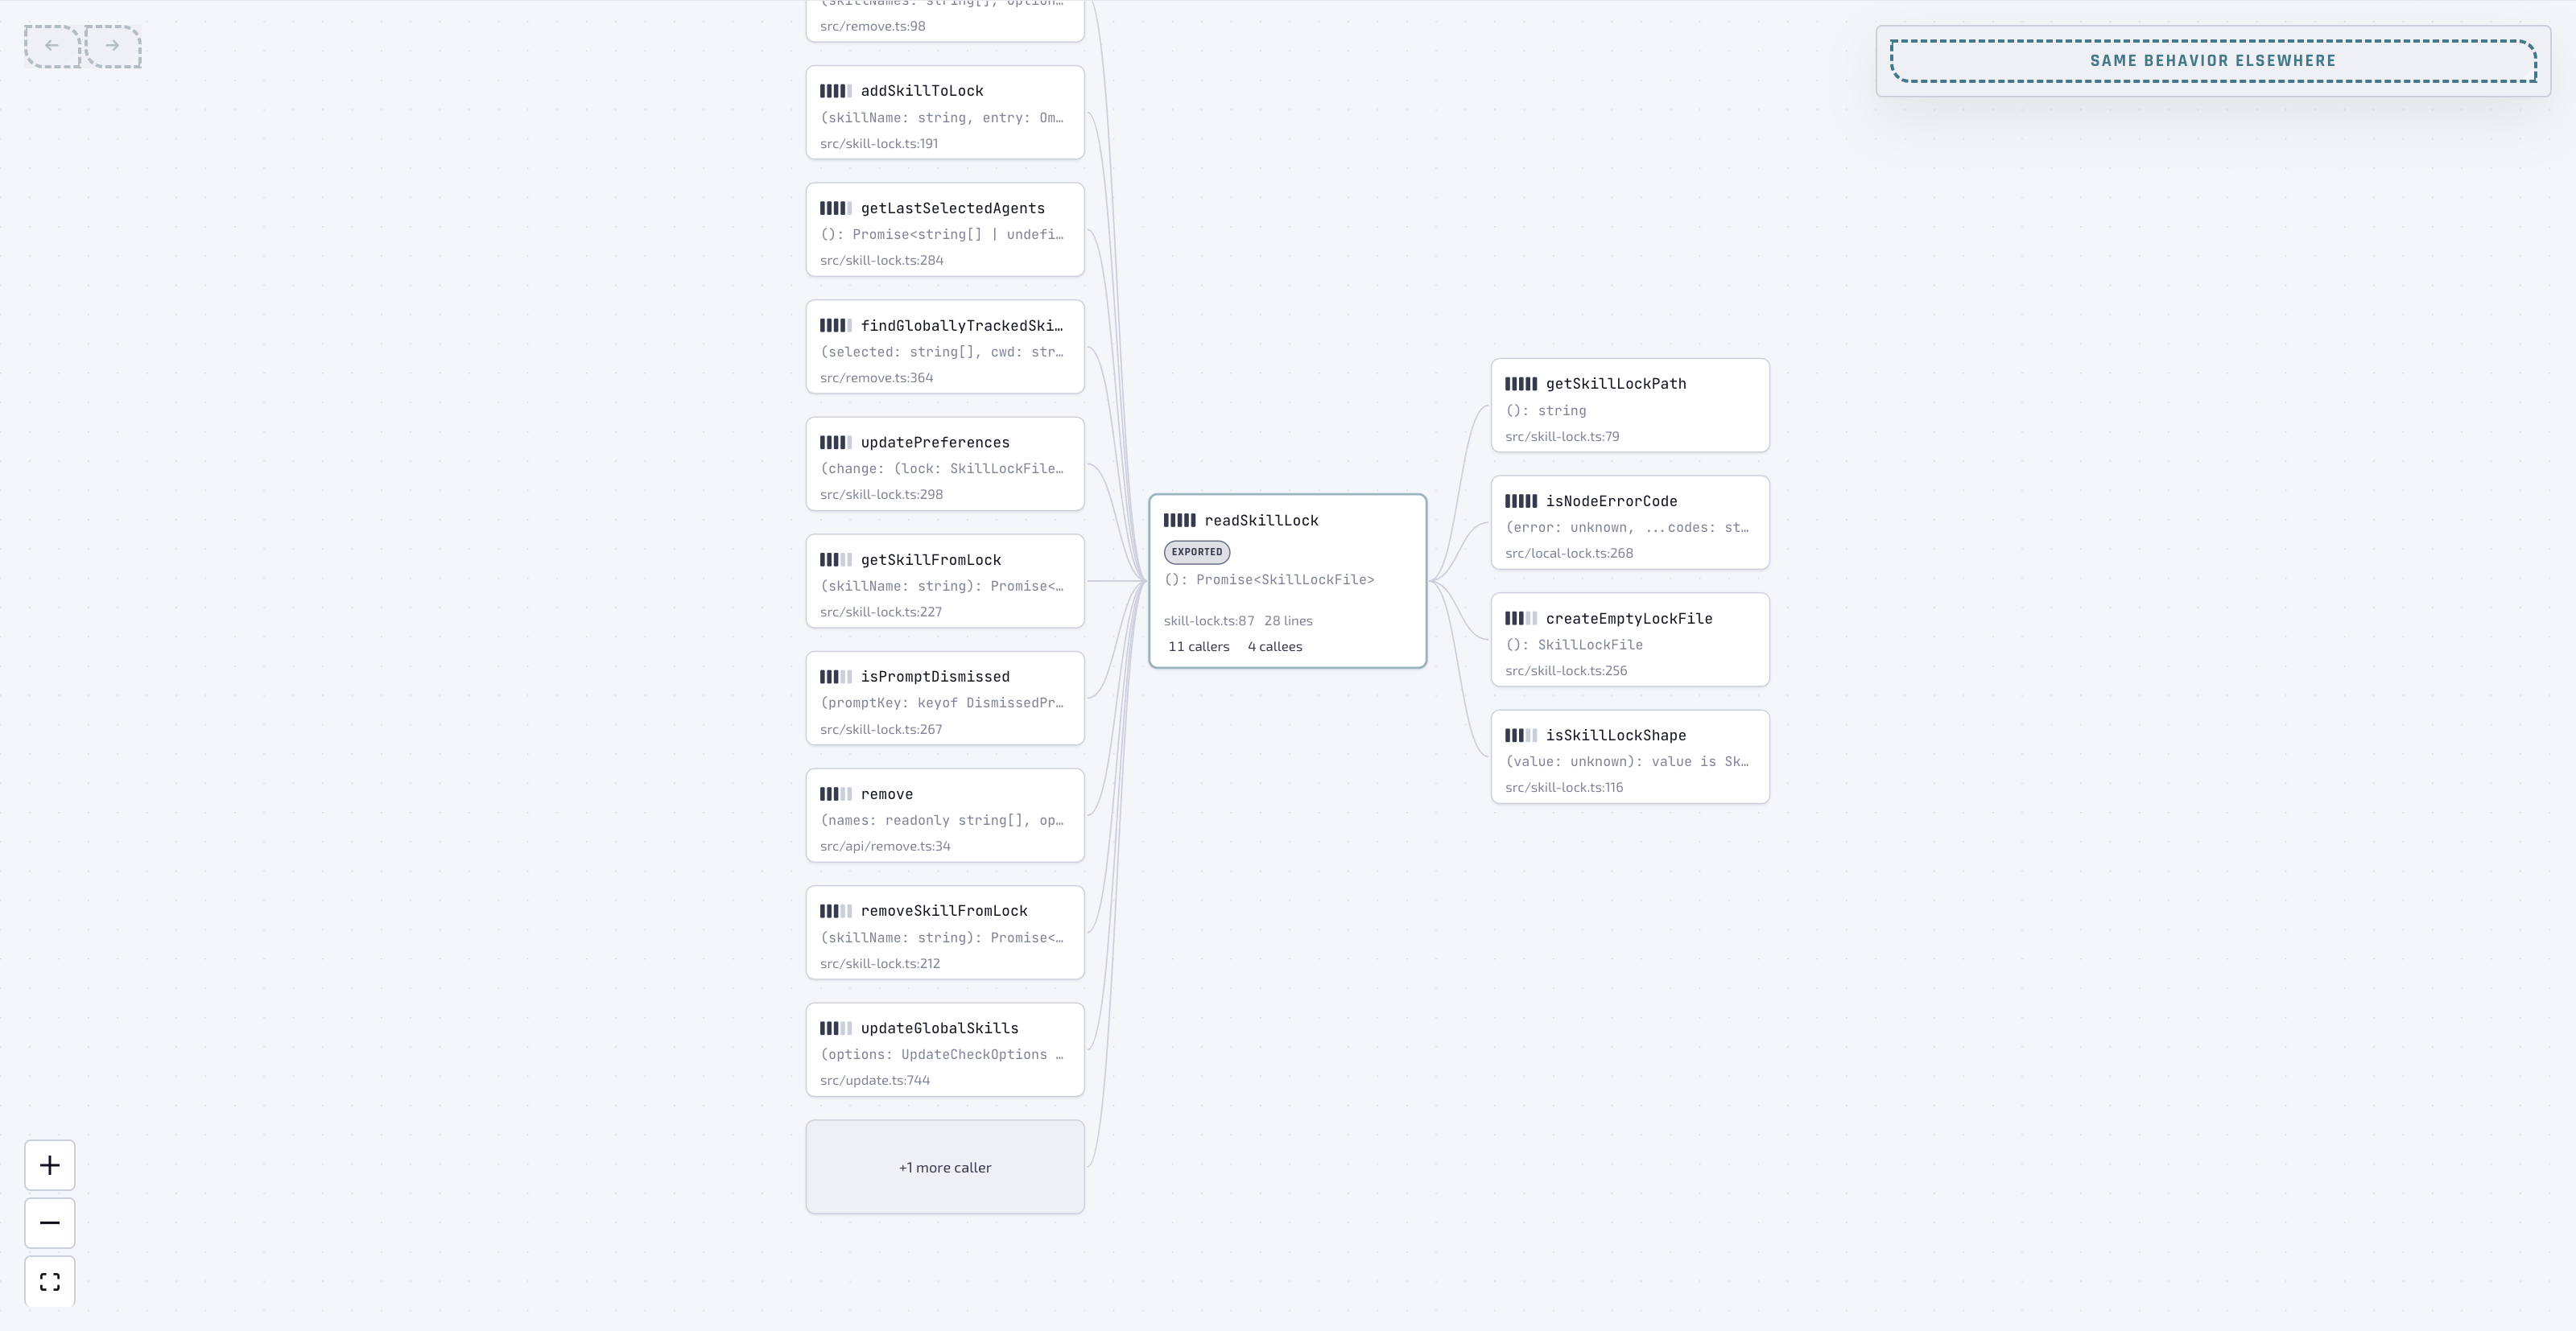 (skillNames: string[], option…
src/remove.ts:98
SAME BEHAVIOR ELSEWHERE
addSkillToLock
(skillName: string, entry: Om…
src/skill-lock.ts:191
getLastSelectedAgents
(): Promise<string[] | undefi…
src/skill-lock.ts:284
findGloballyTrackedSki…
(selected: string[], cwd: str…
src/remove.ts:364
updatePreferences
(change: (lock: SkillLockFile…
src/skill-lock.ts:298
getSkillFromLock
(skillName: string): Promise<…
src/skill-lock.ts:227
isPromptDismissed
(promptKey: keyof DismissedPr…
src/skill-lock.ts:267
remove
(names: readonly string[], op…
src/api/remove.ts:34
removeSkillFromLock
(skillName: string): Promise<…
src/skill-lock.ts:212
updateGlobalSkills
(options: UpdateCheckOptions …
src/update.ts:744
+1 more caller
readSkillLock
EXPORTED
(): Promise<SkillLockFile>
skill-lock.ts:87 28 lines
11 callers 4 callees
getSkillLockPath
(): string
src/skill-lock.ts:79
isNodeErrorCode
(error: unknown, ...codes: st…
src/local-lock.ts:268
createEmptyLockFile
(): SkillLockFile
src/skill-lock.ts:256
isSkillLockShape
(value: unknown): value is Sk…
src/skill-lock.ts:116